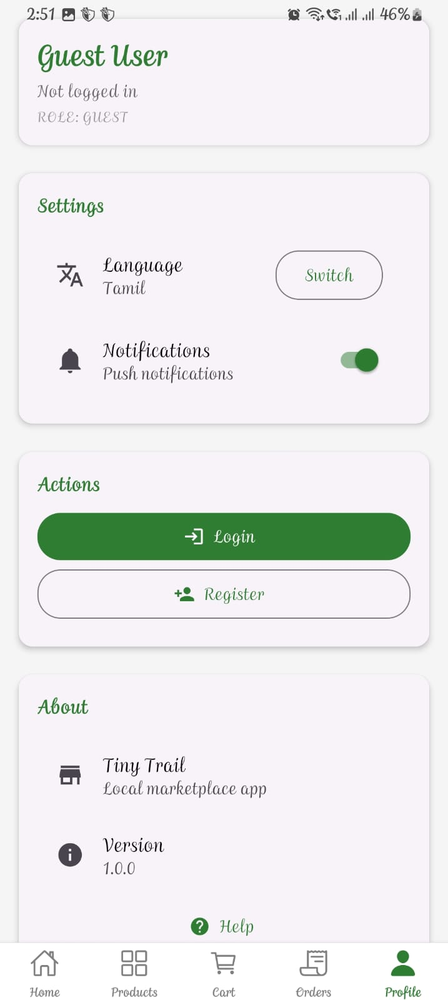 2:51 46%
Guest User
Not logged in
ROLE: GUEST
Settings
Language
Tamil
Switch
Notifications
Push notifications
Actions
Login
Register
About
Tiny Trail
Local marketplace app
Version
1.0.0
Help
Home Products Cart Orders Profile